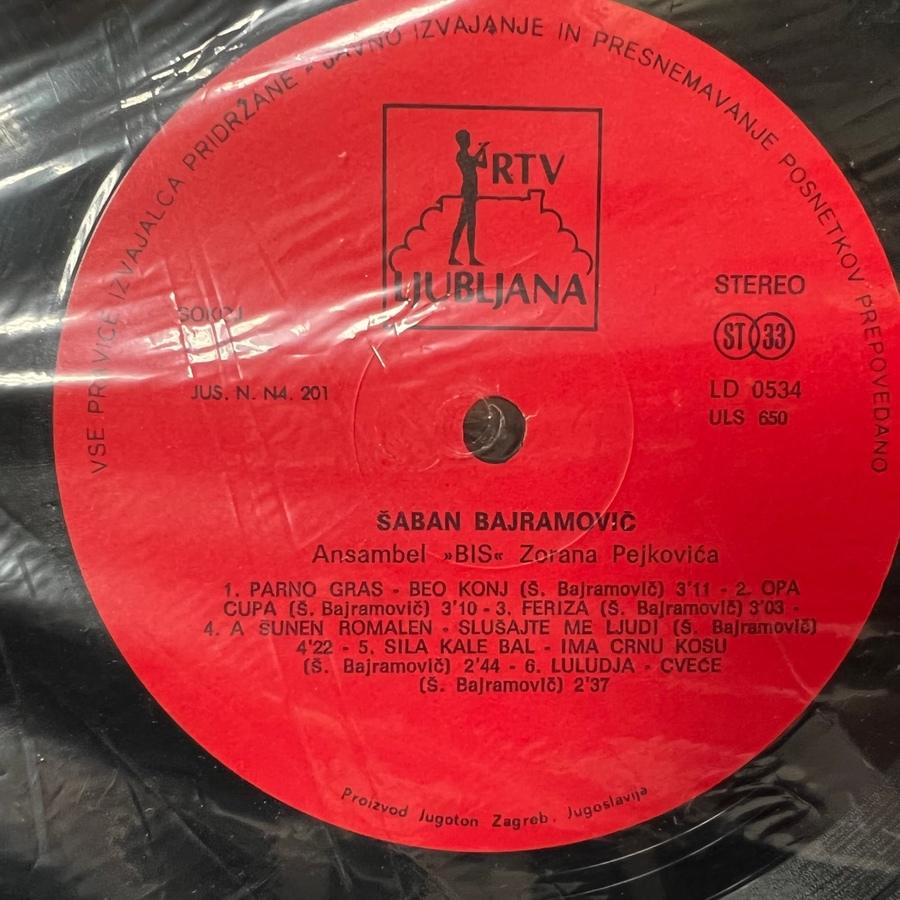 VSE PRAVICE IZVAJALCA PRIDRŽANE - JAVNO IZVAJANJE IN PRESNEMAVANJE POSNETKOV PREPOVEDANO
RTV
LJUBLJANA
STEREO
SOKOJ
ST 33
JUS. N. N4. 201
LD 0534
ULS 650
ŠABAN BAJRAMOVIČ
Ansambel »BIS« Zorana Pejkovića
1. PARNO GRAS - BEO KONJ (Š. Bajramovič) 3'11 - 2. OPA
CUPA (Š. Bajramovič) 3'10 - 3. FERIZA (Š. Bajramovič) 3'03 -
4. A ŠUNEN ROMALEN - SLUŠAJTE ME LJUDI (Š. Bajramovič)
4'22 - 5. SILA KALE BAL - IMA CRNU KOSU
(Š. Bajramovič) 2'44 - 6. LULUDJA - CVEĆE
(Š. Bajramovič) 2'37
Proizvod Jugoton Zagreb. Jugoslavija